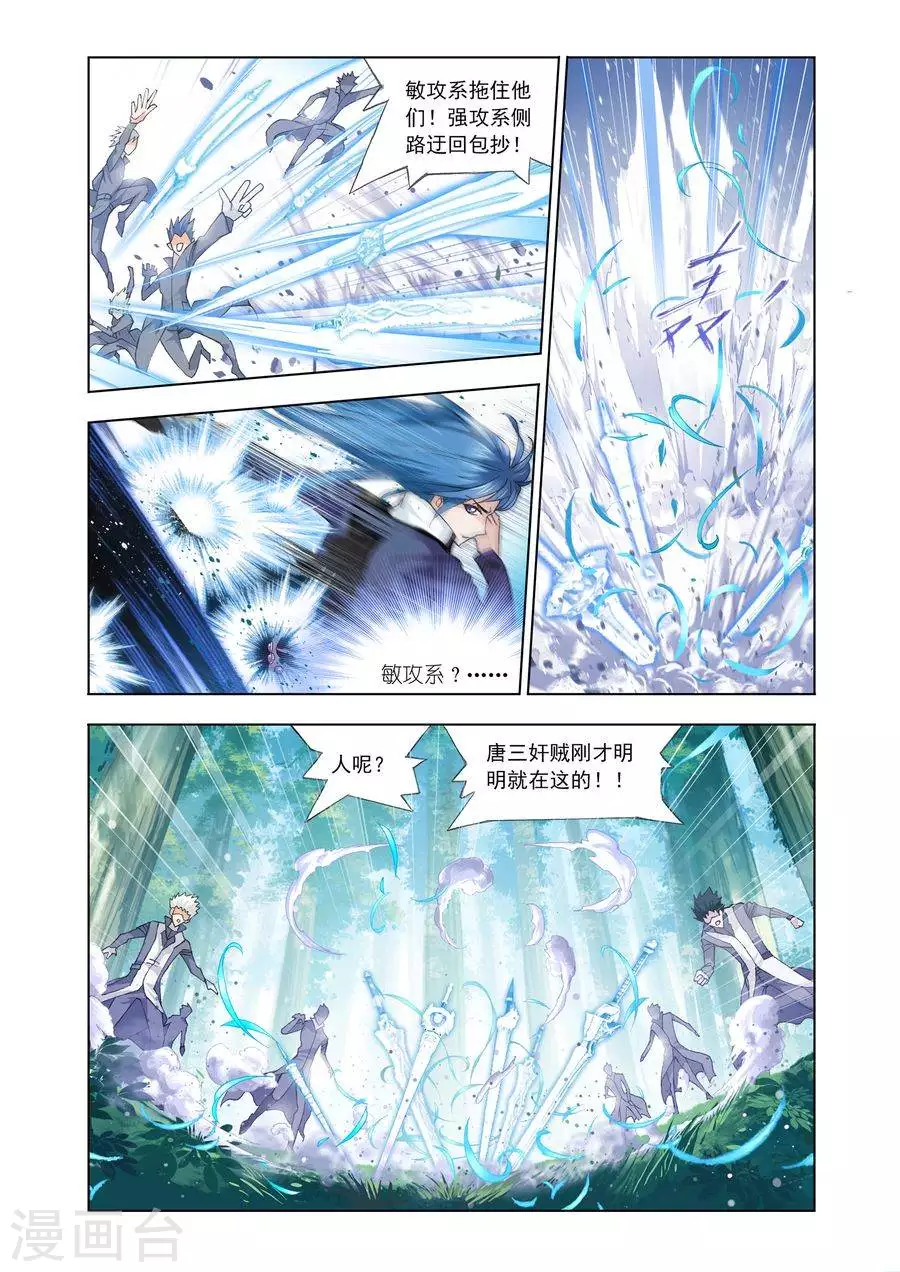 敏攻系拖住他
们！强攻系侧
路迂回包抄！
轰
敏攻系？……
人呢？
唐三奸贼刚才明
明就在这的！！
漫画台